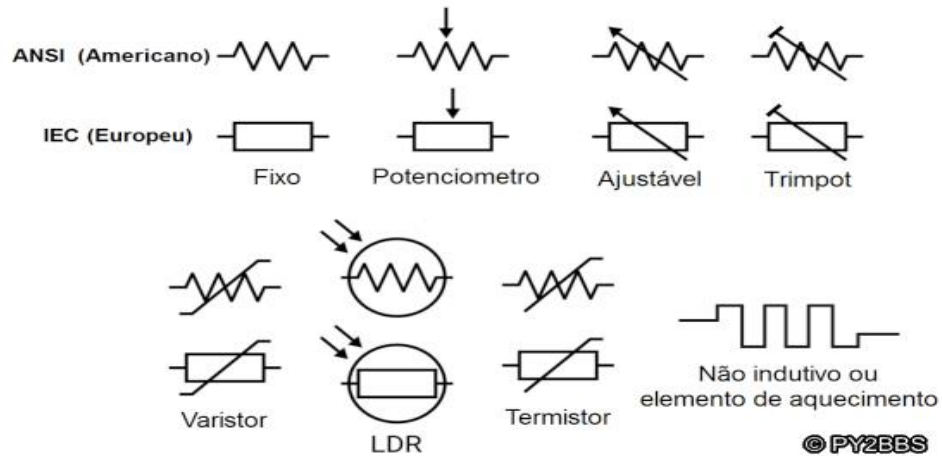 ANSI (Americano)
IEC (Europeu)
Fixo
Potenciometro
Ajustável
Trimpot
Varistor
LDR
Termistor
Não indutivo ou
elemento de aquecimento
© PY2BBS